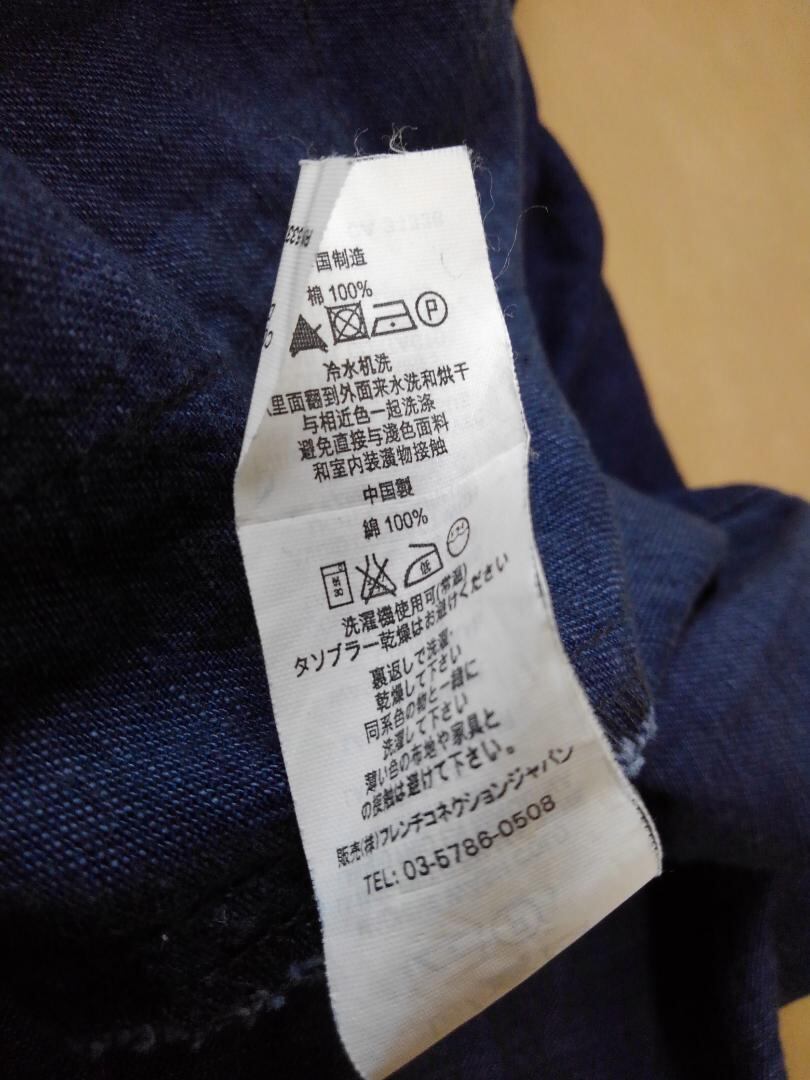 国制造
棉 100%
P
冷水机洗
里面翻到外面来水洗和烘干
与相近色一起洗涤
避免直接与淺色面料
和室内装潢物接触
中国製
綿 100%
低
洗濯機使用可(常温)
タソブラー乾燥はお避けください
裏返しで洗濯・
乾燥して下さい
同系色の物と一緒に
洗濯して下さい
薄い色の布地や家具と
の接触は避けて下さい。
販売(株)フレンチコネクションジャパン
TEL: 03-5786-0508